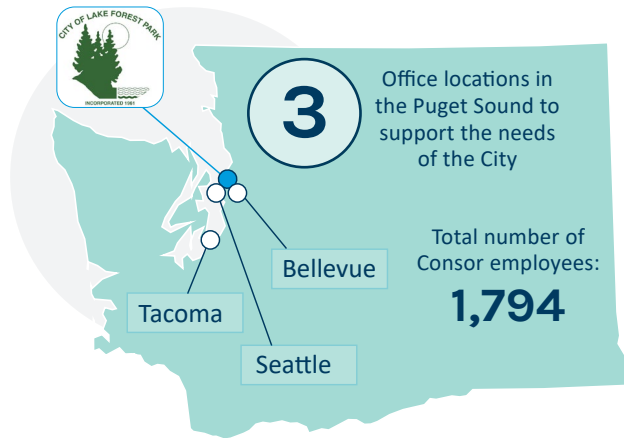 CITY OF LAKE FOREST PARK
INCORPORATED 1961
3
Office locations in
the Puget Sound to
support the needs
of the City
Total number of
Consor employees:
1,794
Bellevue
Tacoma
Seattle